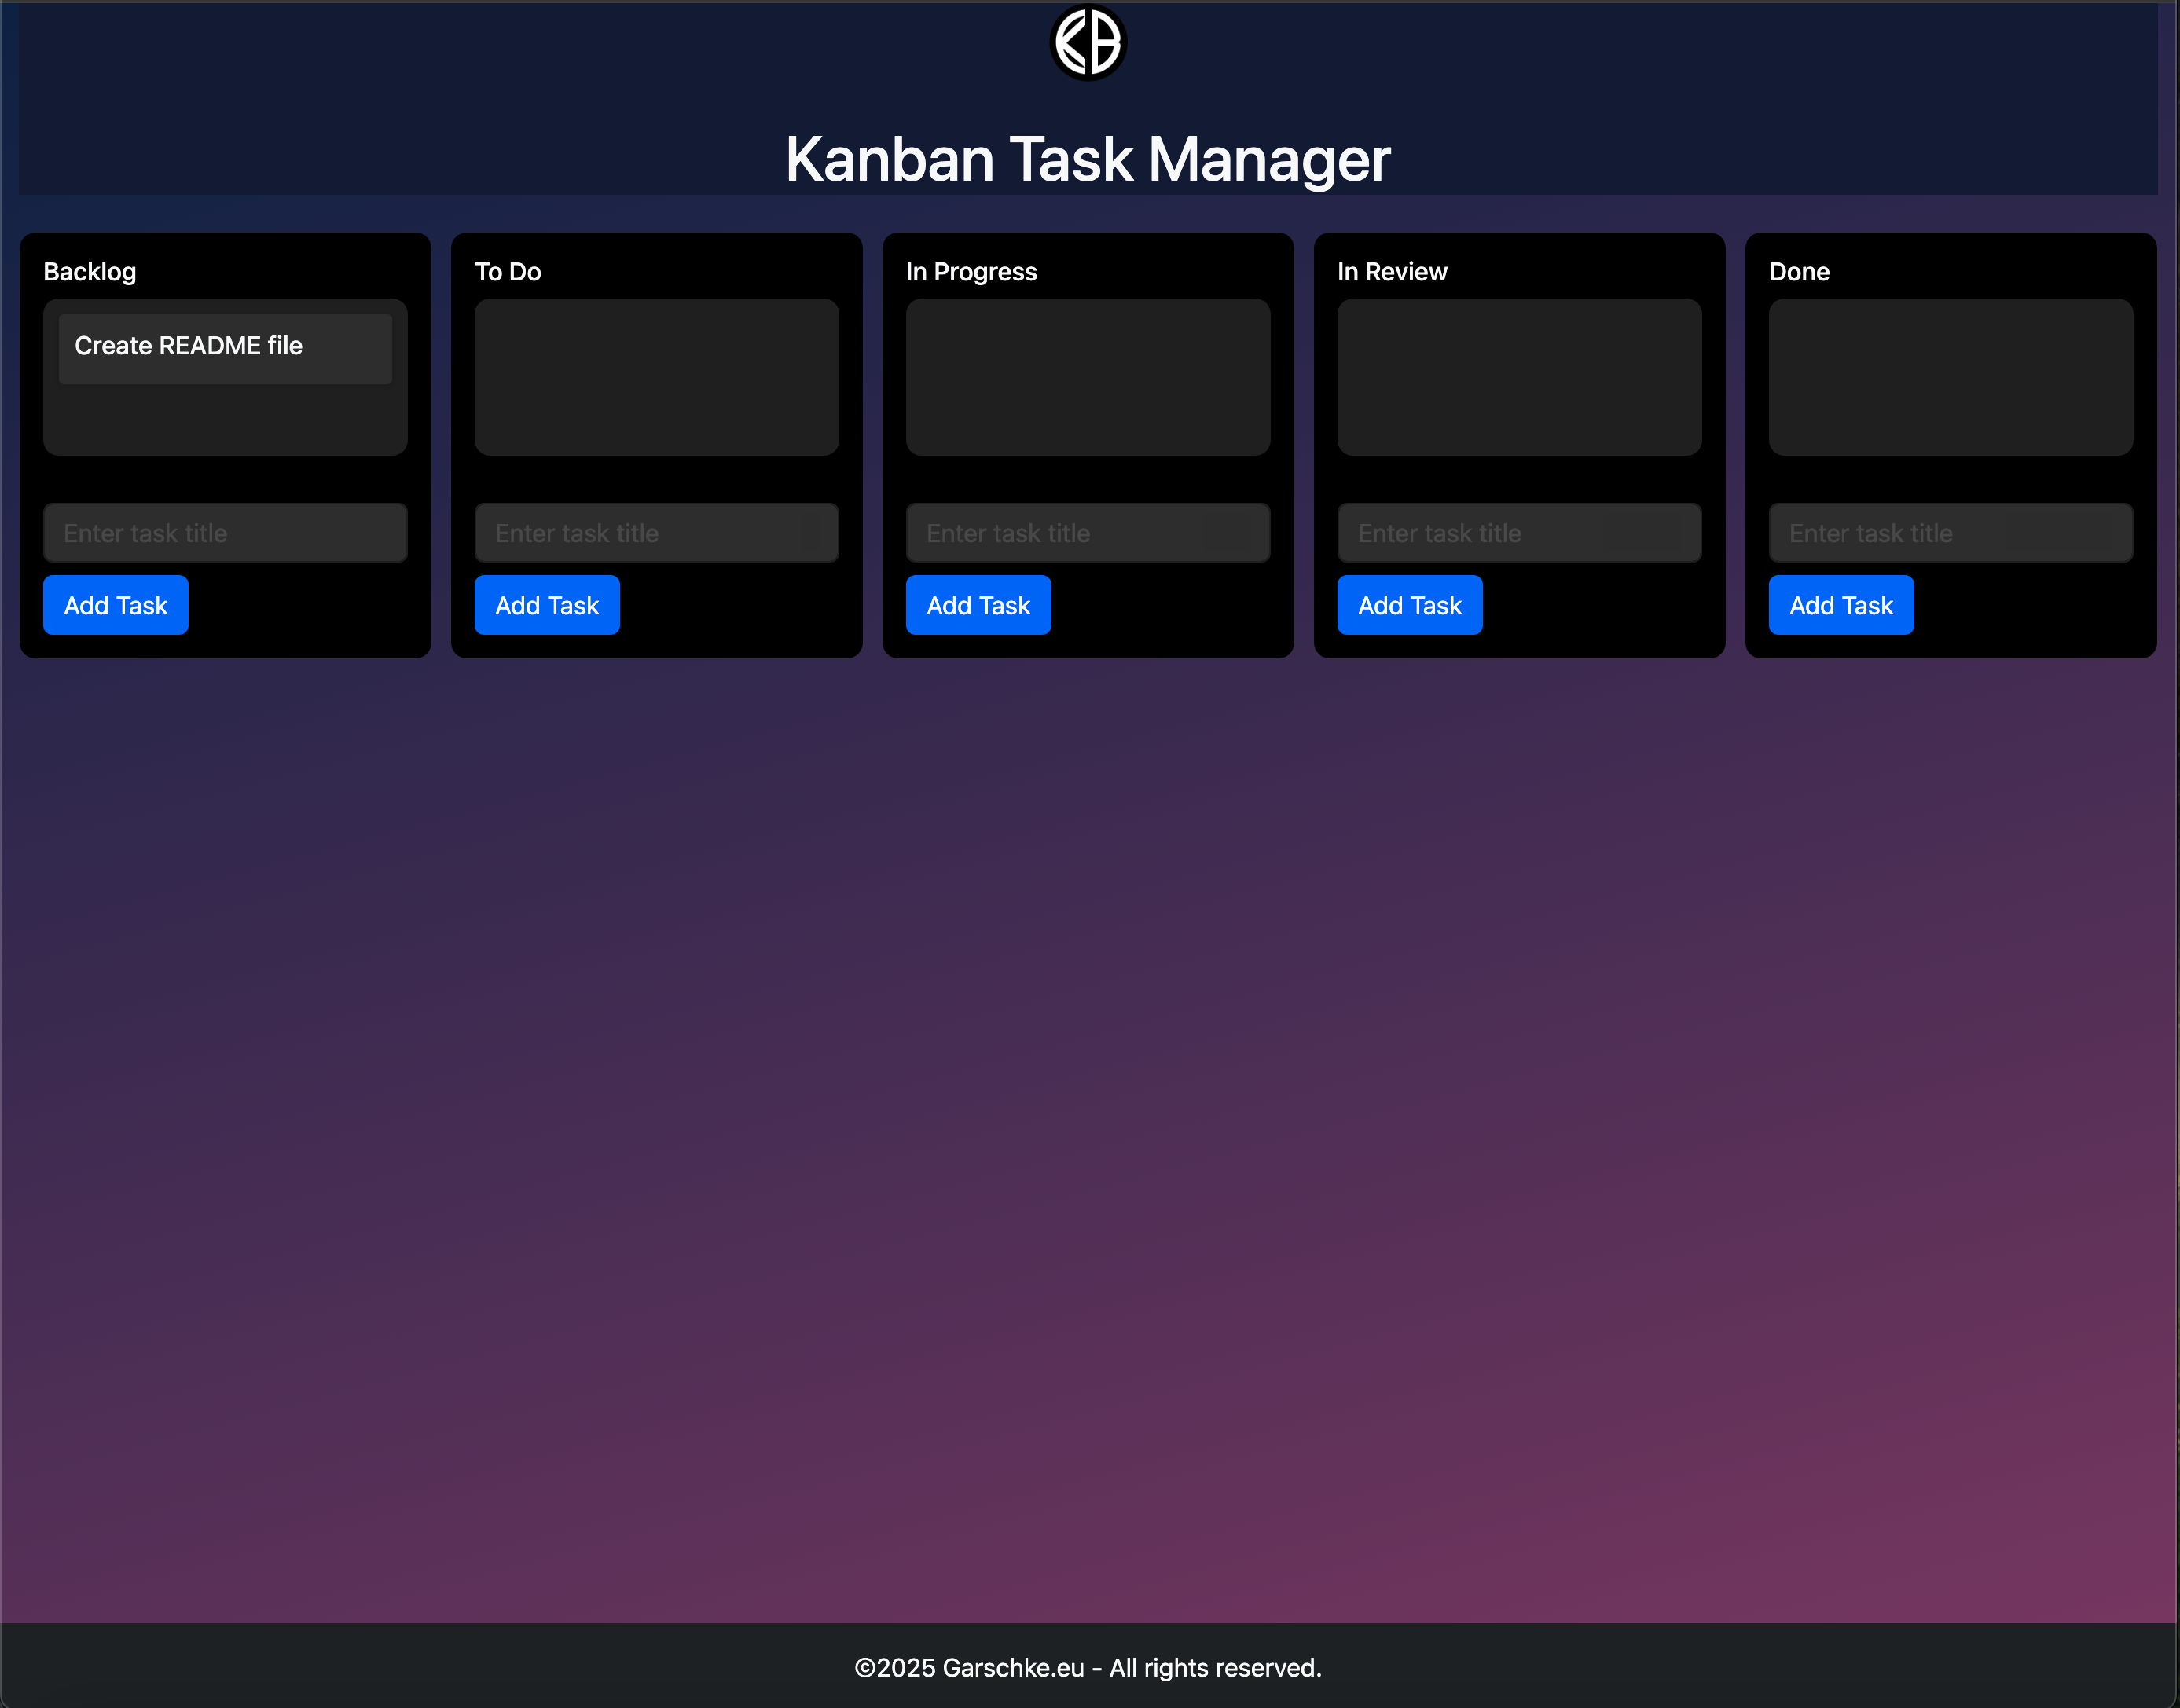 KB
Kanban Task Manager
Backlog
Create README file
Enter task title
Add Task
To Do
Enter task title
Add Task
In Progress
Enter task title
Add Task
In Review
Enter task title
Add Task
Done
Enter task title
Add Task
©2025 Garschke.eu - All rights reserved.